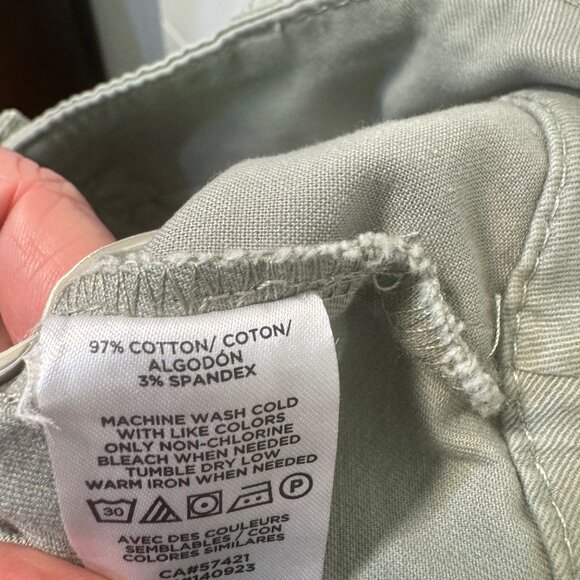 97% COTTON/ COTON/
ALGODÓN
3% SPANDEX
MACHINE WASH COLD
WITH LIKE COLORS
ONLY NON-CHLORINE
BLEACH WHEN NEEDED
TUMBLE DRY LOW
WARM IRON WHEN NEEDED
30 P
AVEC DES COULEURS
SEMBLABLES / CON
COLORES SIMILARES
CA#57421
#140923